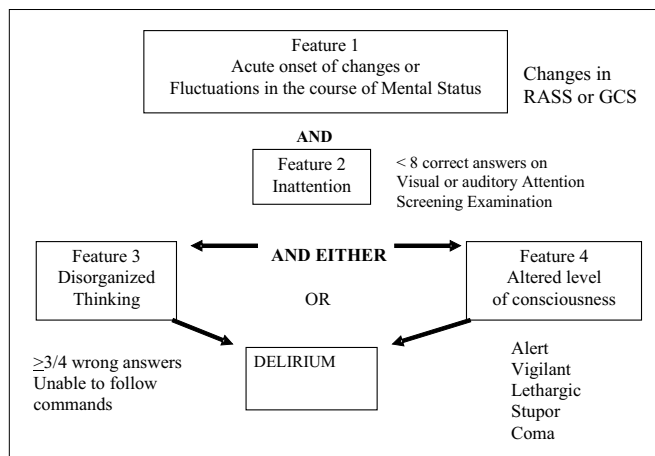 Feature 1
Acute onset of changes or
Fluctuations in the course of Mental Status
Changes in
RASS or GCS
AND
Feature 2
Inattention
< 8 correct answers on
Visual or auditory Attention
Screening Examination
Feature 3
Disorganized
Thinking
AND EITHER
OR
Feature 4
Altered level
of consciousness
≥3/4 wrong answers
Unable to follow
commands
DELIRIUM
Alert
Vigilant
Lethargic
Stupor
Coma